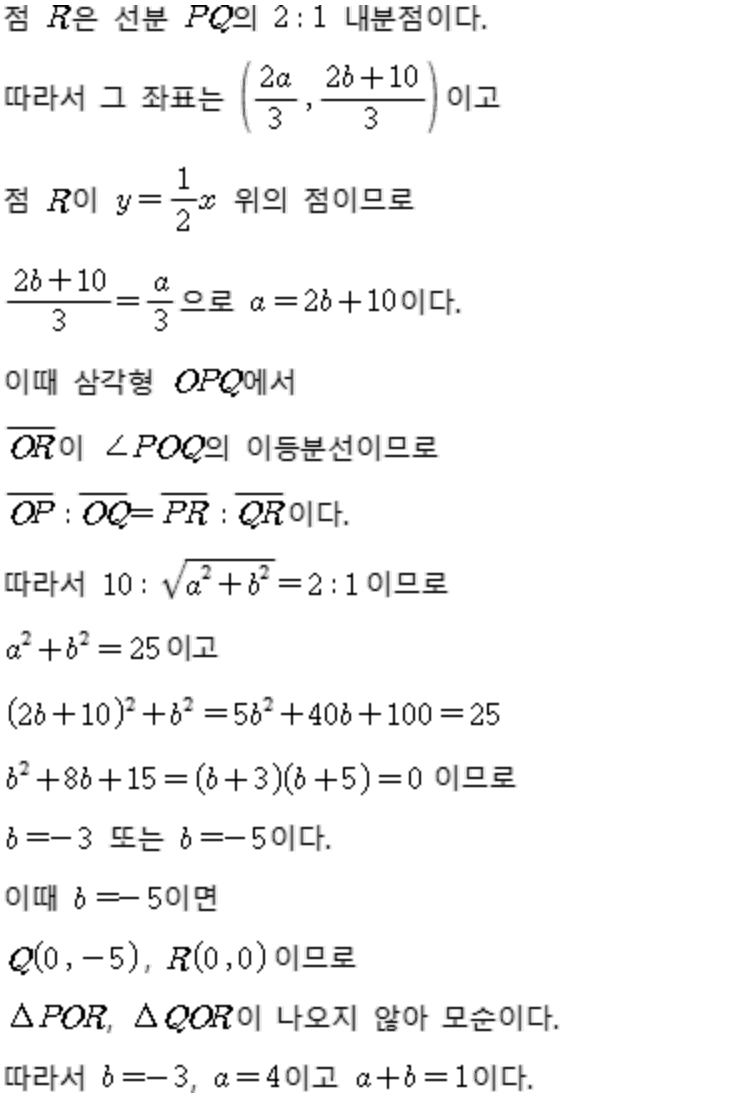 점 R은 선분 PQ의 2 : 1 내분점이다.
따라서 그 좌표는 (2a/3, (2b+10)/3) 이고
점 R이 y = 1/2 x 위의 점이므로
(2b+10)/3 = a/3 으로 a = 2b+10이다.
이때 삼각형 OPQ에서
O̅R̅이 ∠POQ의 이등분선이므로
O̅P̅ : O̅Q̅ = P̅R̅ : Q̅R̅이다.
따라서 10 : √(a²+b²) = 2 : 1 이므로
a²+b² = 25 이고
(2b+10)²+b² = 5b²+40b+100 = 25
b²+8b+15 = (b+3)(b+5) = 0 이므로
b = −3 또는 b = −5이다.
이때 b = −5이면
Q(0, −5), R(0,0) 이므로
△POR, △QOR이 나오지 않아 모순이다.
따라서 b = −3, a = 4이고 a+b = 1이다.